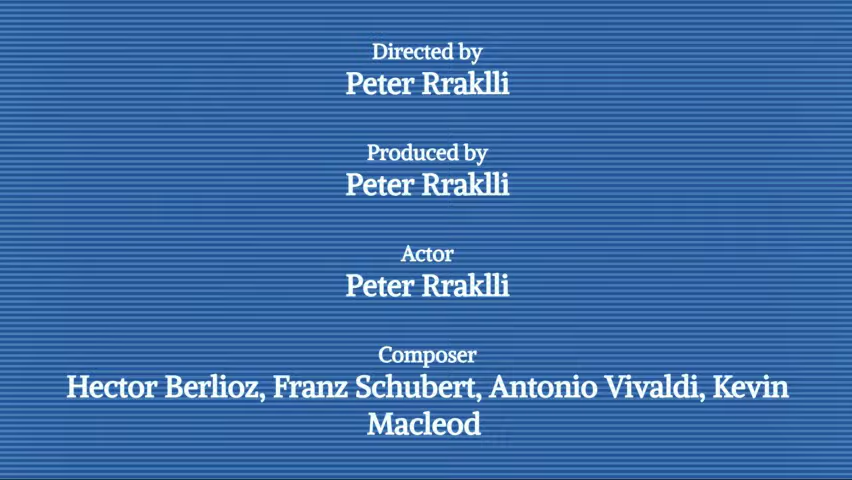 Directed by
Peter Rraklli
Produced by
Peter Rraklli
Actor
Peter Rraklli
Composer
Hector Berlioz, Franz Schubert, Antonio Vivaldi, Kevin
Macleod